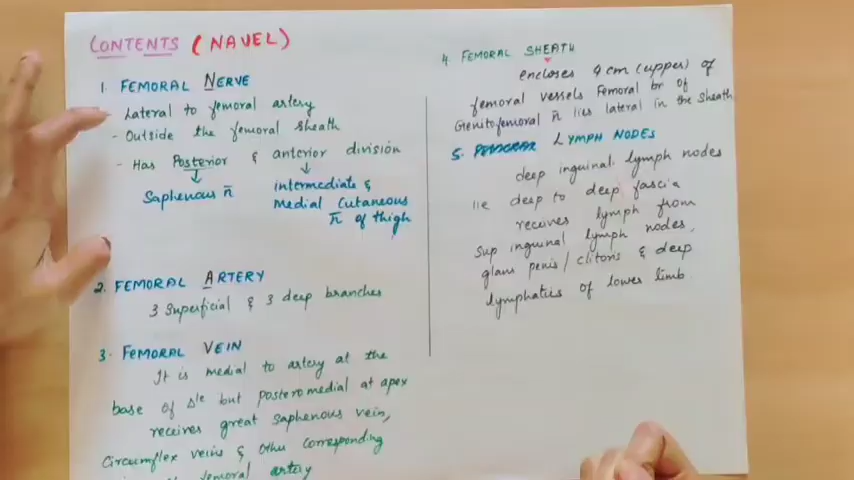 CONTENTS (NAVEL)
1. FEMORAL NERVE
- Lateral to femoral artery
- Outside the femoral sheath
- Has Posterior & anterior division
↓ ↓
Saphenous n̄ intermediate &
medial cutaneous
n̄ of thigh
2. FEMORAL ARTERY
3 Superficial & 3 deep branches
3. FEMORAL VEIN
It is medial to artery at the
base of Δle but posteromedial at apex
receives great saphenous vein,
Circumflex veins & other corresponding
femoral artery
4. FEMORAL SHEATH
encloses 4 cm (upper) of
femoral vessels Femoral br of
Genitofemoral n̄ lies lateral in the sheath
5. LYMPH NODES
deep inguinal lymph nodes
lie deep to deep fascia
receives lymph from
Sup inguinal lymph nodes,
glans penis/clitoris & deep
lymphatics of lower limb